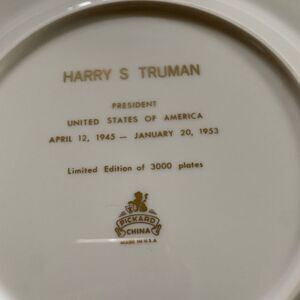 HARRY S TRUMAN
PRESIDENT
UNITED STATES OF AMERICA
APRIL 12, 1945 — JANUARY 20, 1953
Limited Edition of 3000 plates
PICKARD
CHINA
MADE IN U.S.A